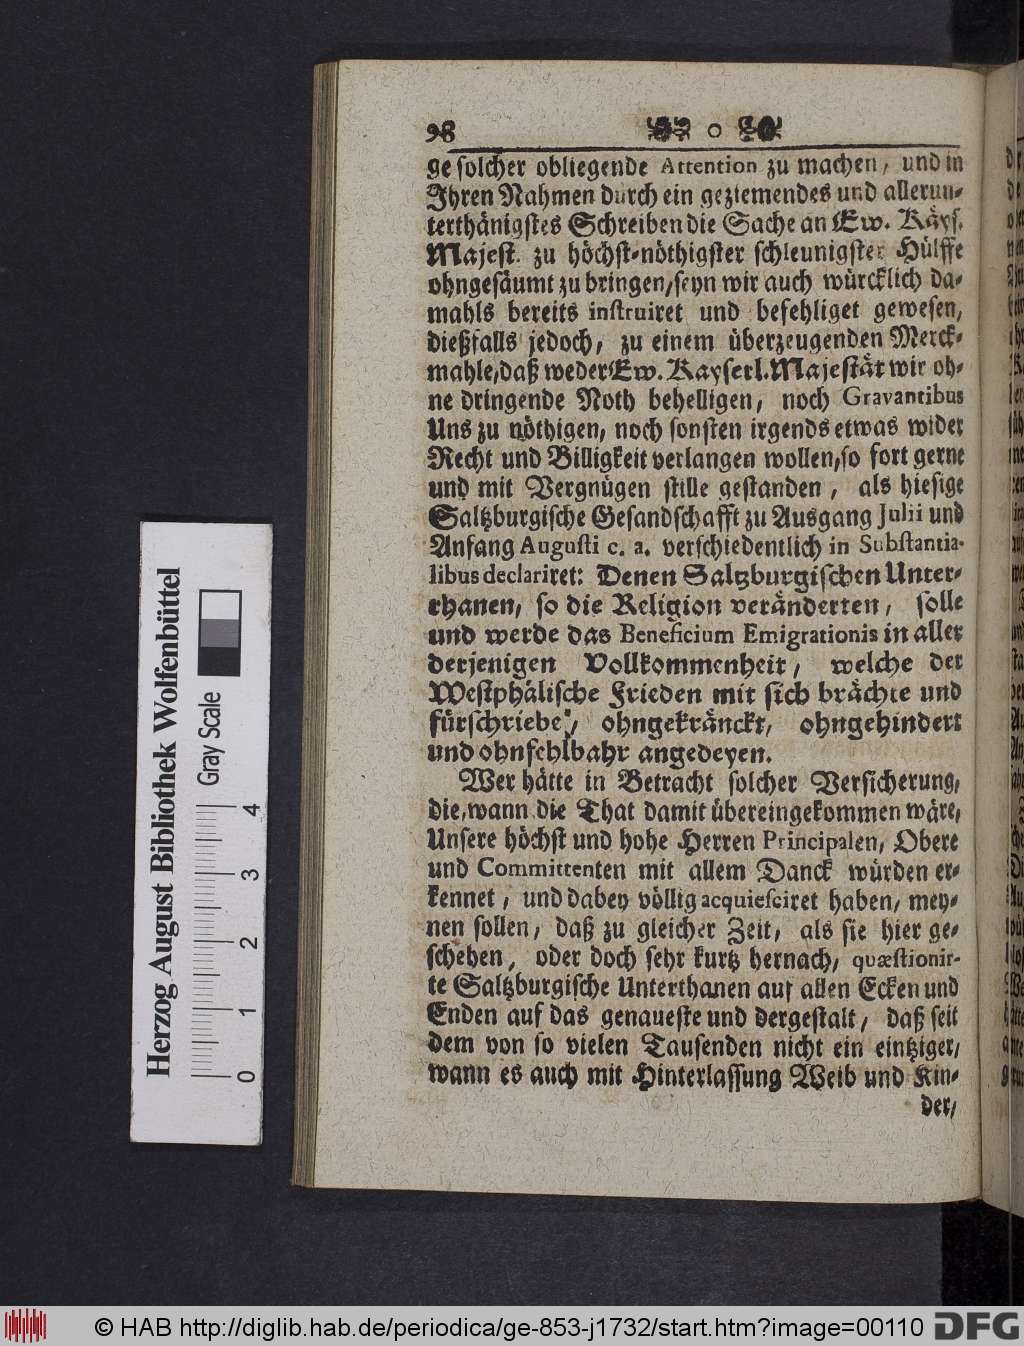 98
ge solcher obliegende Attention zu machen, und in
Ihren Nahmen durch ein geziemendes und allerun-
terthänigstes Schreiben die Sache an Ew. Käys.
Majest. zu höchst-nöthigster schleunigster Hülffe
ohngesäumt zu bringen, seyn wir auch würcklich da-
mahls bereits instruiret und befehliget gewesen,
dießfalls jedoch, zu einem überzeugenden Merck-
mahle, daß weder Ew. Kayserl. Majestät wir oh-
ne dringende Noth behelligen, noch Gravantibus
Uns zu nöthigen, noch sonsten irgends etwas wider
Recht und Billigkeit verlangen wollen, so fort gerne
und mit Vergnügen stille gestanden, als hiesige
Saltzburgische Gesandschafft zu Ausgang Julii und
Anfang Augusti c. a. verschiedentlich in Substantia-
libus declariret: Denen Saltzburgischen Unter-
thanen, so die Religion veränderten, solle
und werde das Beneficium Emigrationis in aller
derjenigen Vollkommenheit, welche der
Westphälische Frieden mit sich brächte und
fürschriebe, ohngekränckt, ohngehindert
und ohnfehlbahr angedeyen.
Wer hätte in Betracht solcher Versicherung,
die, wann die That damit übereingekommen wäre,
Unsere höchst und hohe Herren Principalen, Obere
und Committenten mit allem Danck würden er-
kennet, und dabey völlig acquiesciret haben, mey-
nen sollen, daß zu gleicher Zeit, als sie hier ge-
schehen, oder doch sehr kurtz hernach, quæstionir-
te Saltzburgische Unterthanen auf allen Ecken und
Enden auf das genaueste und dergestalt, daß seit
dem von so vielen Tausenden nicht ein eintziger,
wann es auch mit Hinterlassung Weib und Kin-
der,
Herzog August Bibliothek Wolfenbüttel
Gray Scale
0 1 2 3 4
© HAB http://diglib.hab.de/periodica/ge-853-j1732/start.htm?image=00110
DFG